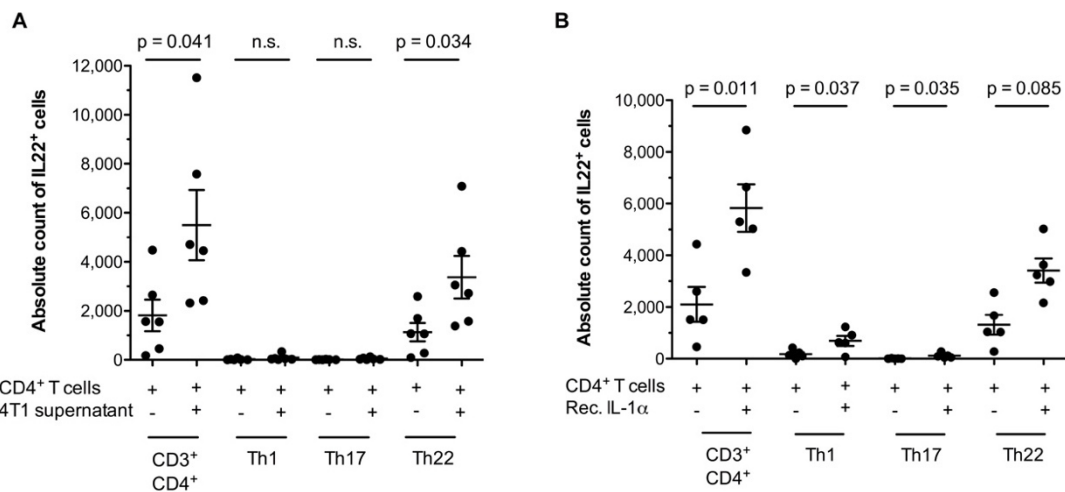 A
p = 0.041 n.s. n.s. p = 0.034
12,000
10,000
8,000
6,000
4,000
2,000
0
Absolute count of IL22+ cells
CD4+ T cells + + + + + + + +
4T1 supernatant - + - + - + - +
CD3+ Th1 Th17 Th22
CD4+
B
p = 0.011 p = 0.037 p = 0.035 p = 0.085
10,000
8,000
6,000
4,000
2,000
0
Absolute count of IL22+ cells
CD4+ T cells + + + + + + + +
Rec. IL-1α - + - + - + - +
CD3+ Th1 Th17 Th22
CD4+